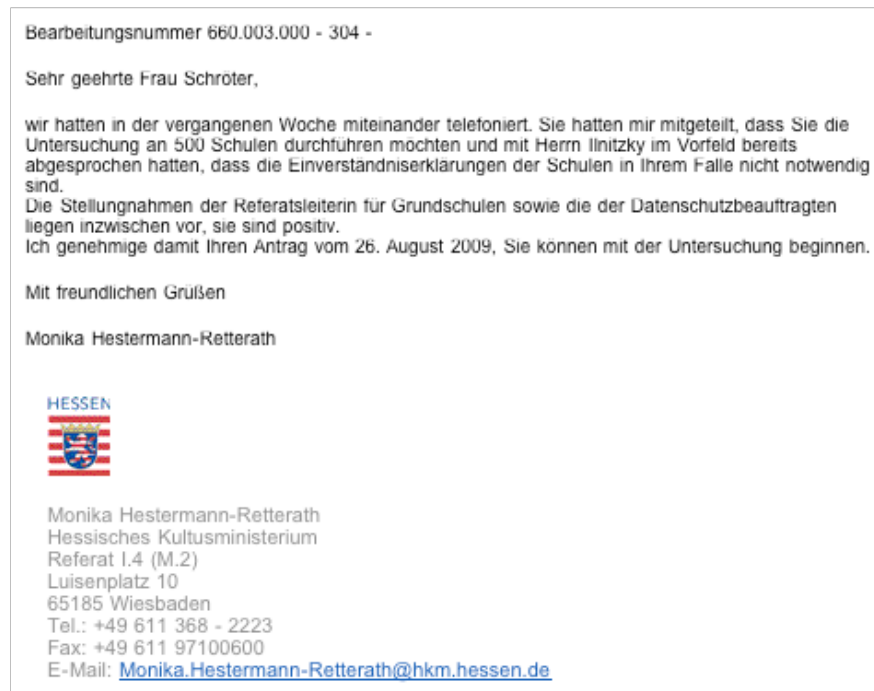 Bearbeitungsnummer 660.003.000 - 304 -
Sehr geehrte Frau Schröter,
wir hatten in der vergangenen Woche miteinander telefoniert. Sie hatten mir mitgeteilt, dass Sie die
Untersuchung an 500 Schulen durchführen möchten und mit Herrn Ilnitzky im Vorfeld bereits
abgesprochen hatten, dass die Einverständniserklärungen der Schulen in Ihrem Falle nicht notwendig
sind.
Die Stellungnahmen der Referatsleiterin für Grundschulen sowie die der Datenschutzbeauftragten
liegen inzwischen vor, sie sind positiv.
Ich genehmige damit Ihren Antrag vom 26. August 2009, Sie können mit der Untersuchung beginnen.
Mit freundlichen Grüßen
Monika Hestermann-Retterath
HESSEN
Monika Hestermann-Retterath
Hessisches Kultusministerium
Referat I.4 (M.2)
Luisenplatz 10
65185 Wiesbaden
Tel.: +49 611 368 - 2223
Fax: +49 611 97100600
E-Mail: Monika.Hestermann-Retterath@hkm.hessen.de